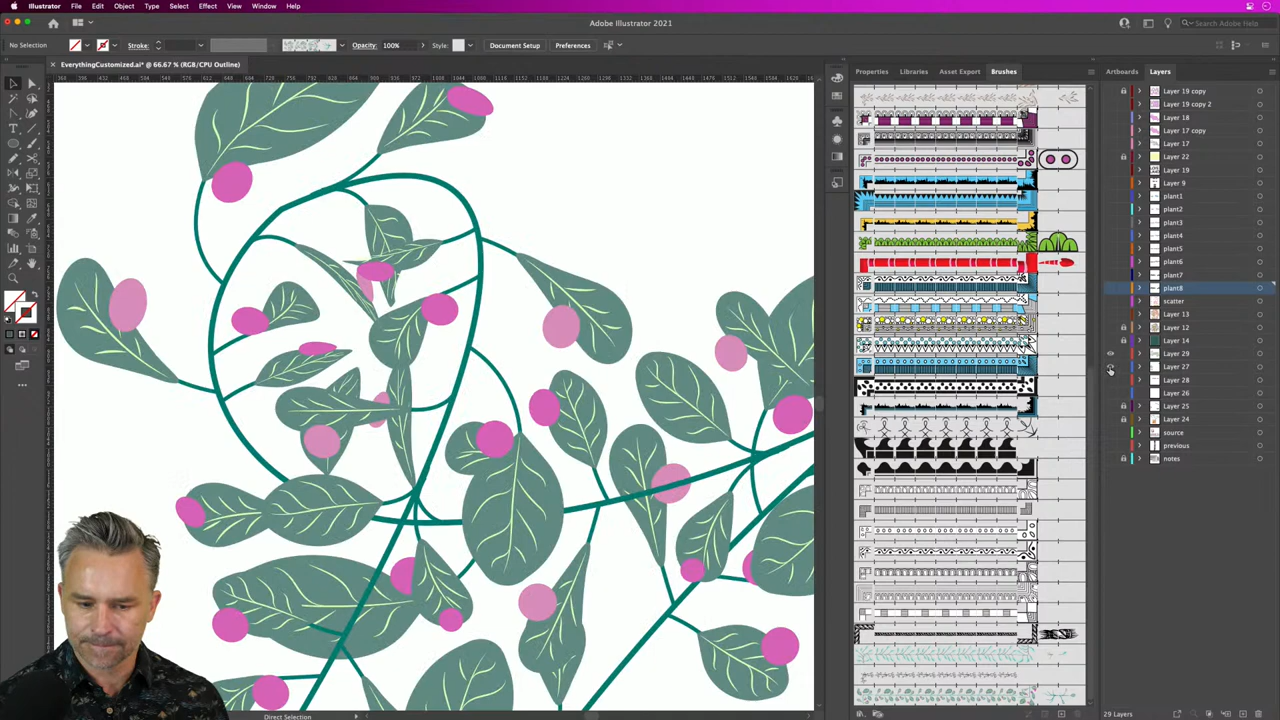 Illustrator File Edit Object Type Select Effect View Window Help
Adobe Illustrator 2021
Search Adobe Help
No Selection Stroke: Opacity: 100% Style: Document Setup Preferences
EverythingCustomized.ai* @ 66.67 % (RGB/CPU Outline)
Properties Libraries Asset Export Brushes Artboards Layers
Layer 19 copy
Layer 19 copy 2
Layer 18
Layer 17 copy
Layer 17
Layer 22
Layer 19
Layer 9
plant1
plant2
plant3
plant4
plant5
plant6
plant7
plant8
scatter
Layer 13
Layer 12
Layer 14
Layer 29
Layer 27
Layer 28
Layer 26
Layer 25
Layer 24
source
previous
notes
Direct Selection
29 Layers